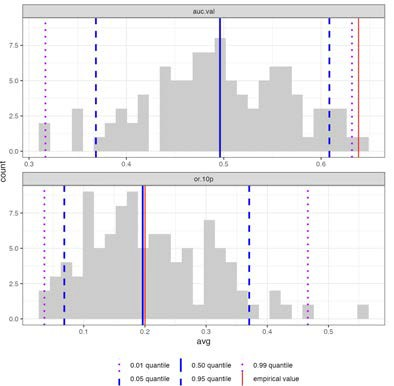 auc.val
7.5
5.0
2.5
0.0
0.3 0.4 0.5 0.6
count
or.10p
7.5
5.0
2.5
0.0
0.1 0.2 0.3 0.4 0.5
avg
0.01 quantile 0.50 quantile 0.99 quantile
0.05 quantile 0.95 quantile empirical value